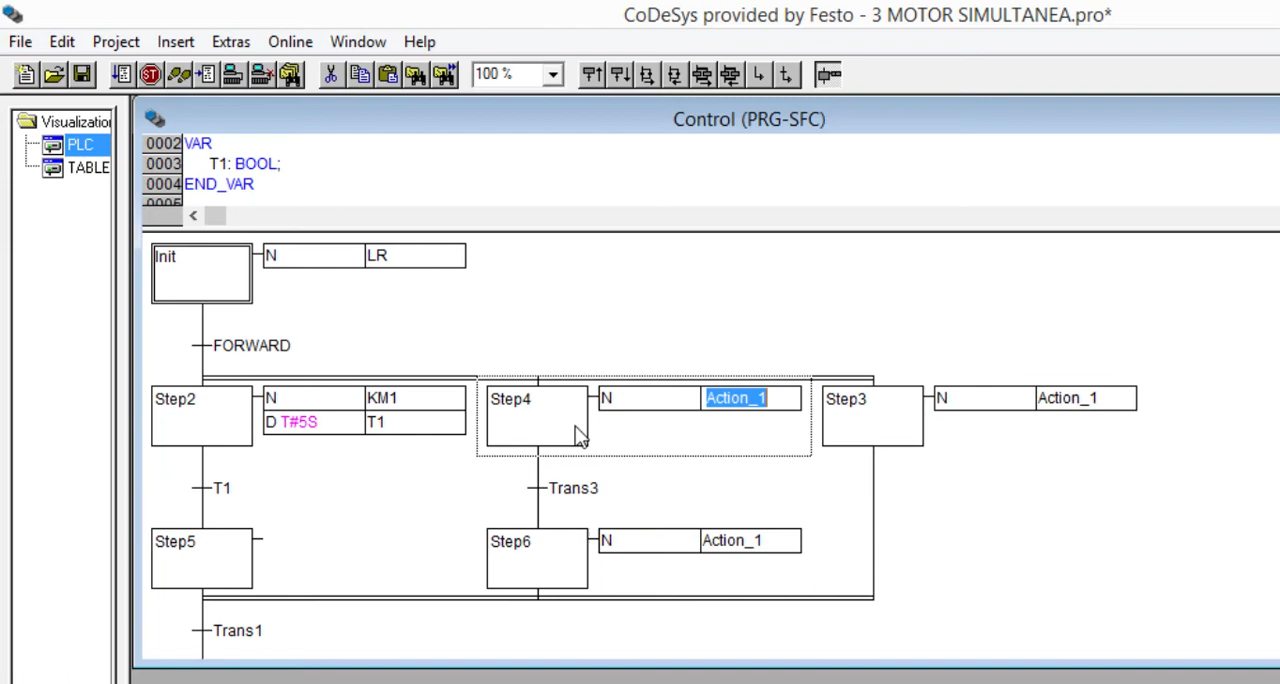 CoDeSys provided by Festo - 3 MOTOR SIMULTANEA.pro*
File Edit Project Insert Extras Online Window Help
ST 100 %
Visualization
PLC
TABLE
Control (PRG-SFC)
0002 VAR
0003 T1: BOOL;
0004 END_VAR
0005
Init N LR
FORWARD
Step2 N KM1 Step4 N Action_1 Step3 N Action_1
D T#5S T1
T1 Trans3
Step5 Step6 N Action_1
Trans1